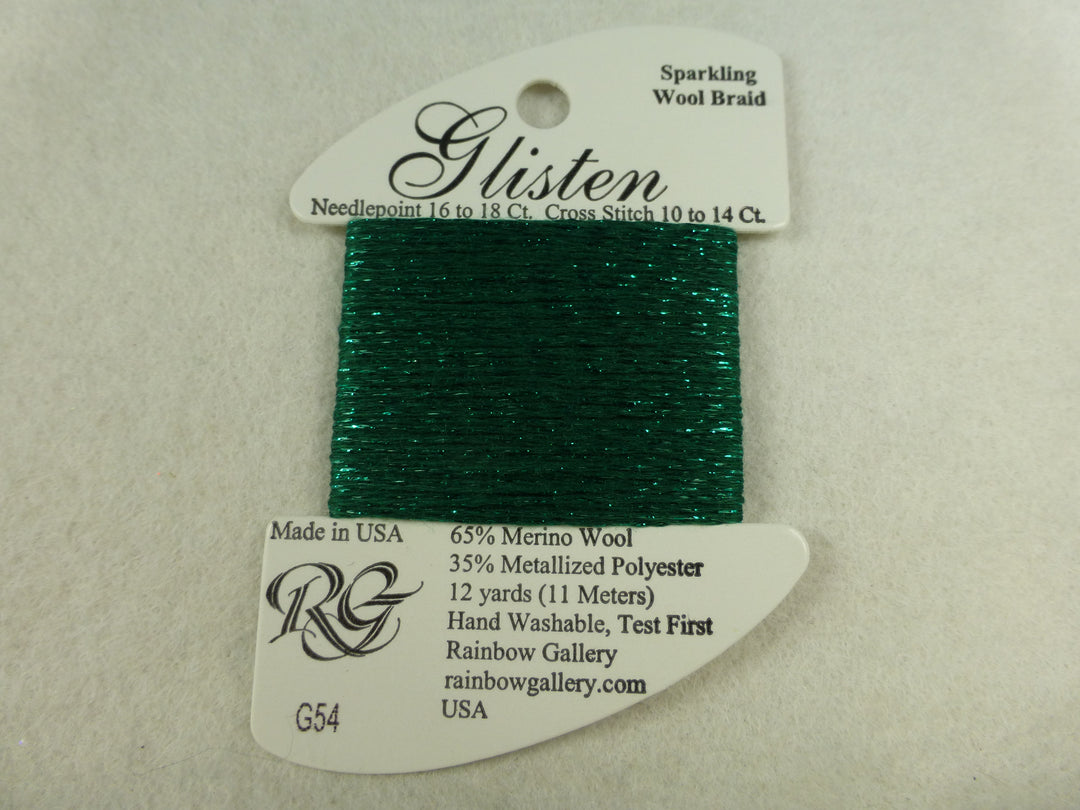 Sparkling
Wool Braid
Glisten
Needlepoint 16 to 18 Ct. Cross Stitch 10 to 14 Ct.
Made in USA
RG
G54
65% Merino Wool
35% Metallized Polyester
12 yards (11 Meters)
Hand Washable, Test First
Rainbow Gallery
rainbowgallery.com
USA